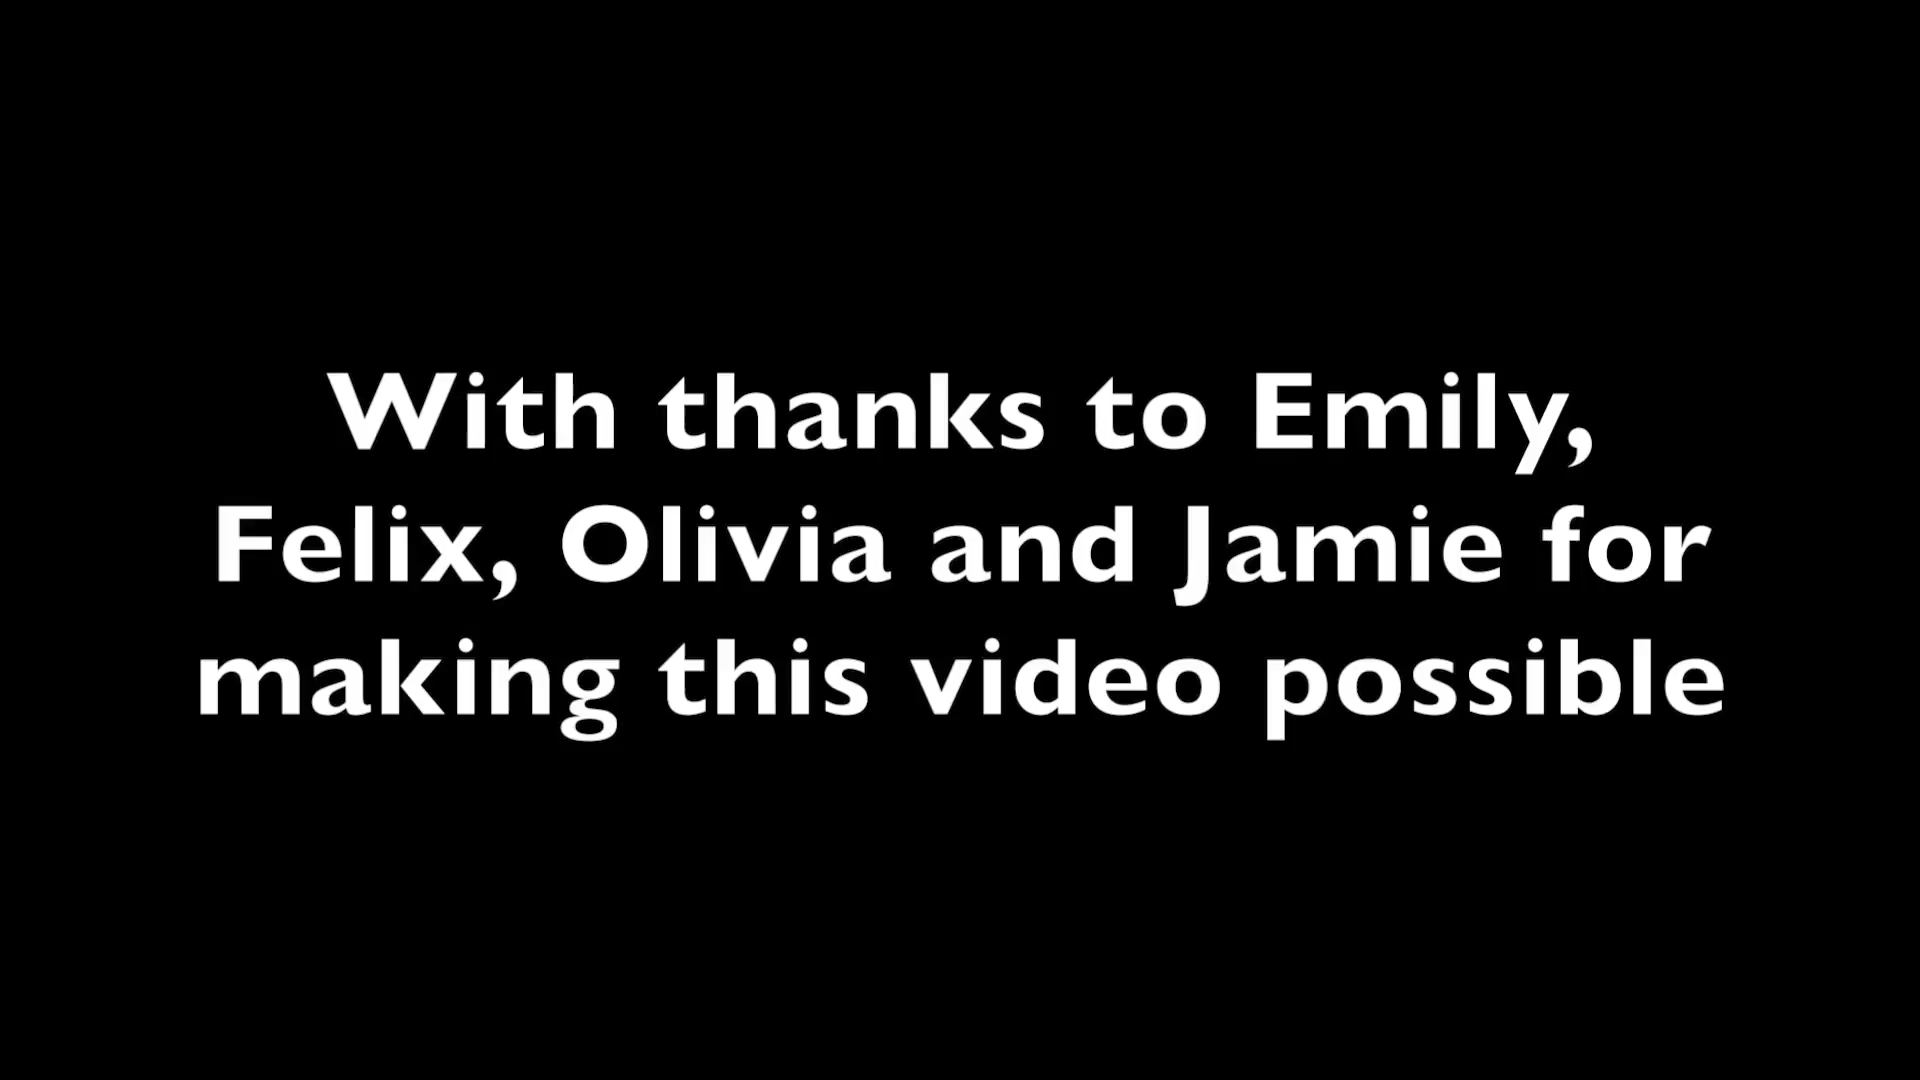 With thanks to Emily,
Felix, Olivia and Jamie for
making this video possible